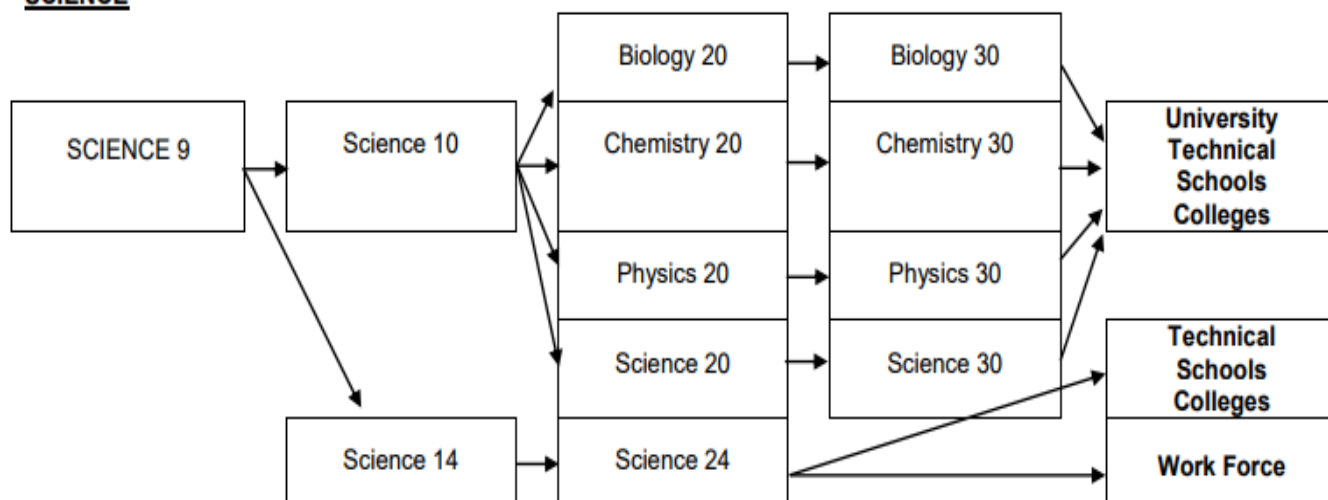 SCIENCE
Biology 20
Biology 30
SCIENCE 9
Science 10
Chemistry 20
Chemistry 30
University
Technical
Schools
Colleges
Physics 20
Physics 30
Science 20
Science 30
Technical
Schools
Colleges
Science 14
Science 24
Work Force